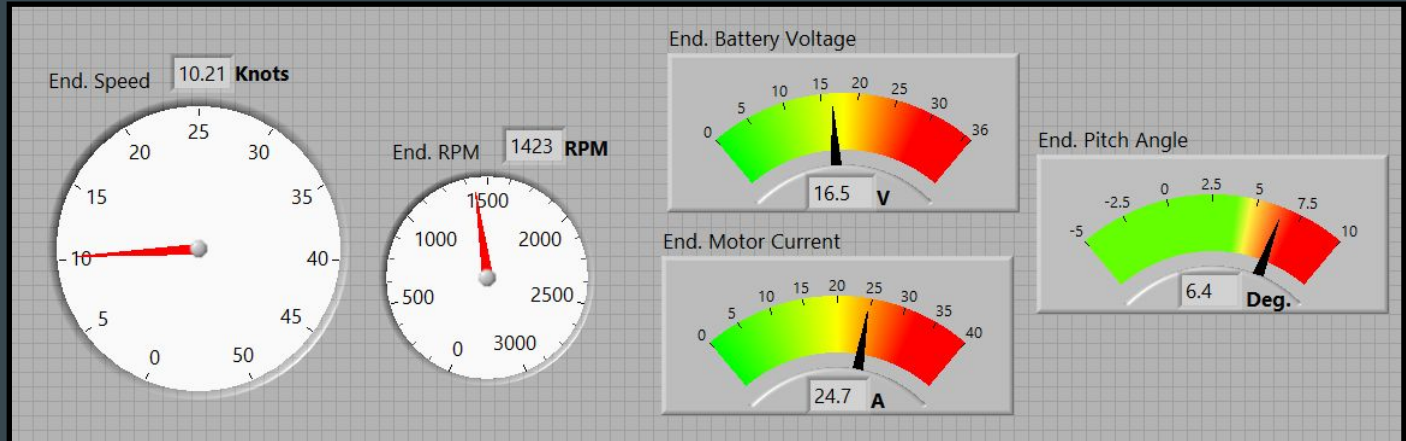 End. Speed 10.21 Knots
0 5 10 15 20 25 30 35 40 45 50
End. RPM 1423 RPM
0 500 1000 1500 2000 2500 3000
End. Battery Voltage
0 5 10 15 20 25 30 36
16.5 V
End. Motor Current
0 5 10 15 20 25 30 35 40
24.7 A
End. Pitch Angle
-5 -2.5 0 2.5 5 7.5 10
6.4 Deg.